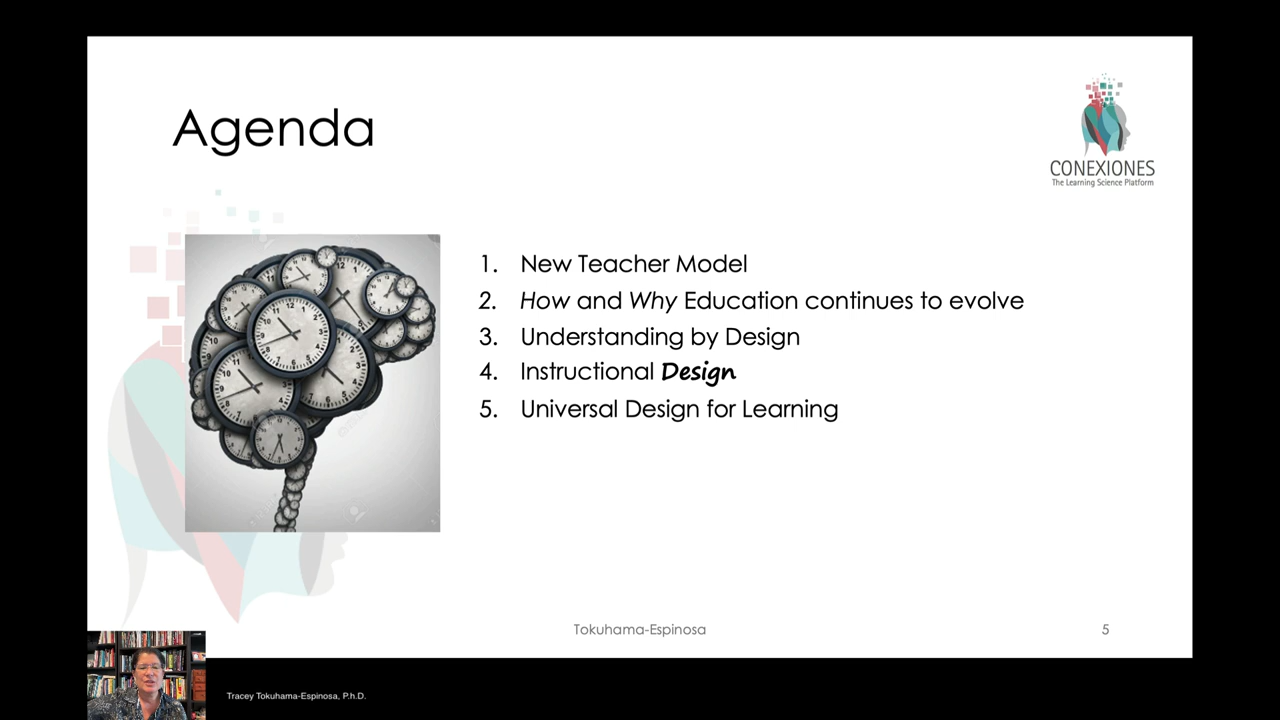 Agenda
CONEXIONES
The Learning Science Platform
1. New Teacher Model
2. How and Why Education continues to evolve
3. Understanding by Design
4. Instructional Design
5. Universal Design for Learning
Tokuhama-Espinosa
5
Tracey Tokuhama-Espinosa, Ph.D.